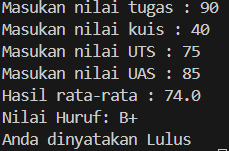 Masukan nilai tugas : 90
Masukan nilai kuis : 40
Masukan nilai UTS : 75
Masukan nilai UAS : 85
Hasil rata-rata : 74.0
Nilai Huruf: B+
Anda dinyatakan Lulus